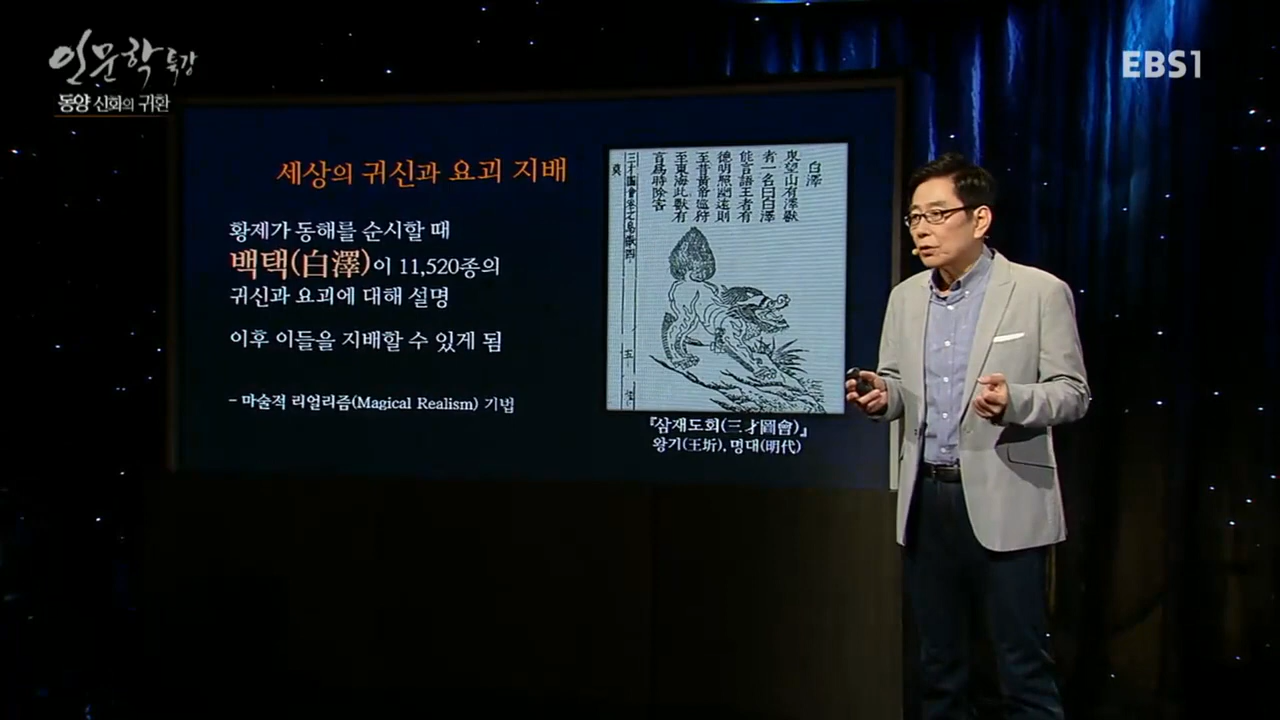 인문학 특강
동양 신화의 귀환
EBS1
세상의 귀신과 요괴 지배
황제가 동해를 순시할 때
백택(白澤)이 11,520종의
귀신과 요괴에 대해 설명
이후 이들을 지배할 수 있게 됨
- 마술적 리얼리즘(Magical Realism) 기법
白澤
東望山有澤獸
者一名曰白澤
能言語王者有
德明照幽遠則
至昔黃帝巡狩
至東海此獸有
言爲時除害
三才圖會
五
『삼재도회(三才圖會)』
왕기(王圻), 명대(明代)